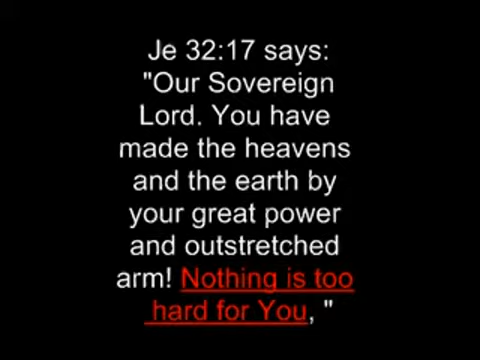 Je 32:17 says:
"Our Sovereign
Lord. You have
made the heavens
and the earth by
your great power
and outstretched
arm! Nothing is too
hard for You, "